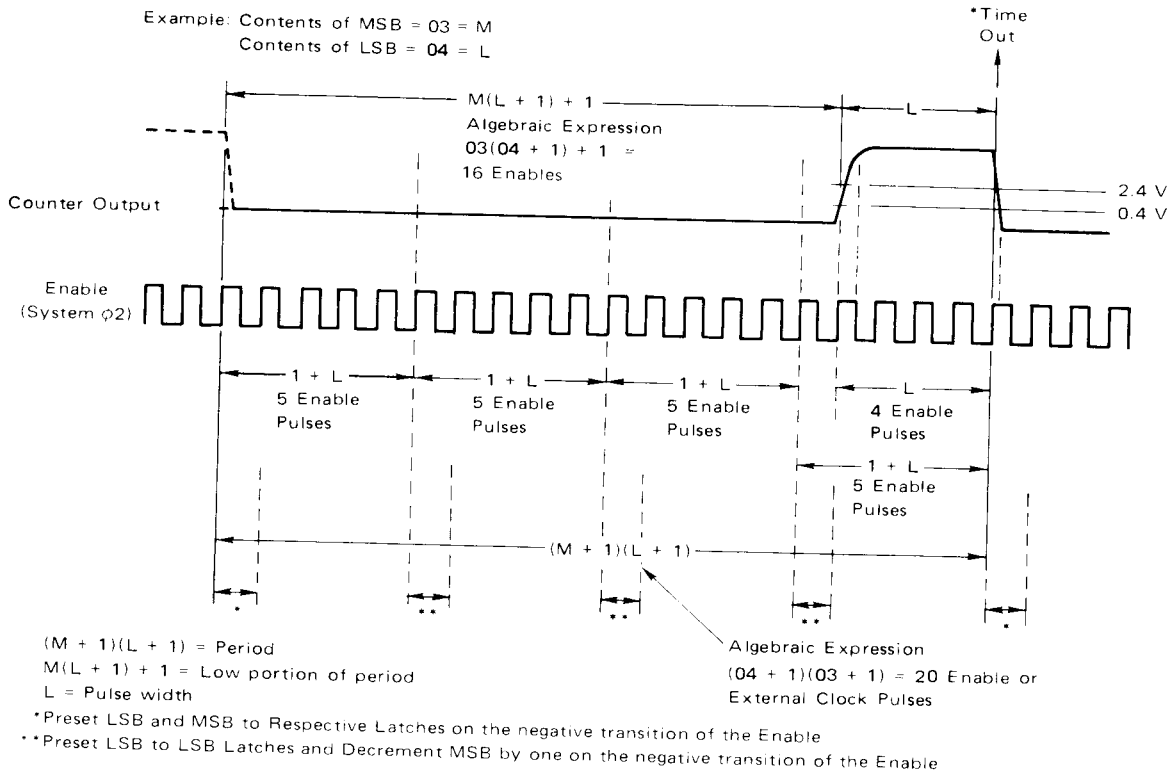 Example: Contents of MSB = 03 = M
Contents of LSB = 04 = L
*Time
Out
M(L + 1) + 1
L
Algebraic Expression
03(04 + 1) + 1 =
16 Enables
2.4 V
Counter Output
0.4 V
Enable
(System φ2)
1 + L
5 Enable
Pulses
1 + L
5 Enable
Pulses
1 + L
5 Enable
Pulses
L
4 Enable
Pulses
1 + L
5 Enable
Pulses
(M + 1)(L + 1)
*
**
**
**
*
(M + 1)(L + 1) = Period
M(L + 1) + 1 = Low portion of period
L = Pulse width
Algebraic Expression
(04 + 1)(03 + 1) = 20 Enable or
External Clock Pulses
*Preset LSB and MSB to Respective Latches on the negative transition of the Enable
**Preset LSB to LSB Latches and Decrement MSB by one on the negative transition of the Enable